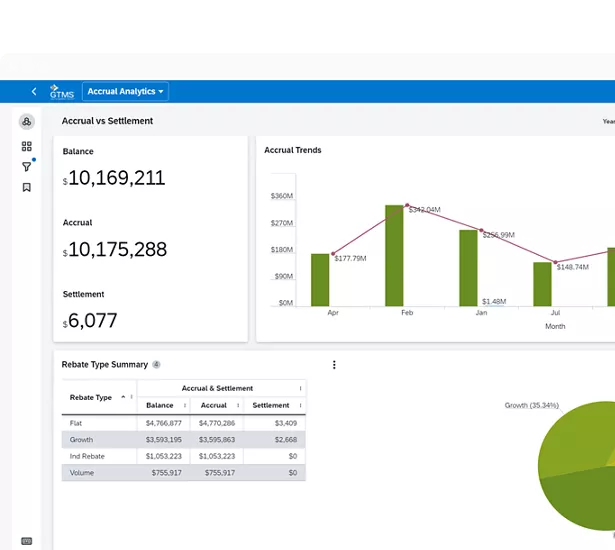 GTMS
Accrual Analytics
Accrual vs Settlement
Year
Balance
$10,169,211
Accrual
$10,175,288
Settlement
$6,077
Accrual Trends
$360M
$270M
$180M
$90M
$0M
$177.79M
$342.04M
$256.99M
$1.48M
$148.74M
Apr Feb Jan Jul
Month
Rebate Type Summary 4
Rebate Type
Accrual & Settlement
Balance Accrual Settlement
Flat $4,766,877 $4,770,286 $3,409
Growth $3,593,195 $3,595,863 $2,668
Ind Rebate $1,053,223 $1,053,223 $0
Volume $755,917 $755,917 $0
Growth (35.34%)